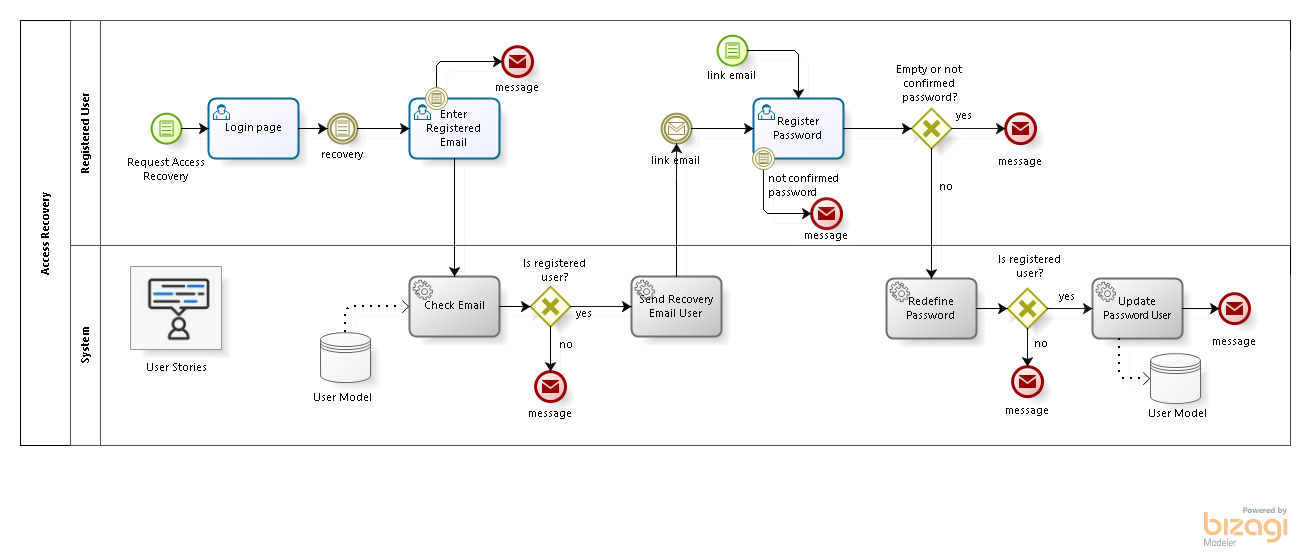 Access Recovery
Registered User
Request Access
Recovery
Login page
recovery
Enter
Registered
Email
message
link email
link email
Register
Password
not confirmed
password
message
Empty or not
confirmed
password?
yes
message
no
System
User Stories
User Model
Check Email
Is registered
user?
yes
no
message
Send Recovery
Email User
Redefine
Password
Is registered
user?
yes
no
message
Update
Password User
message
User Model
Powered by
bizagi
Modeler